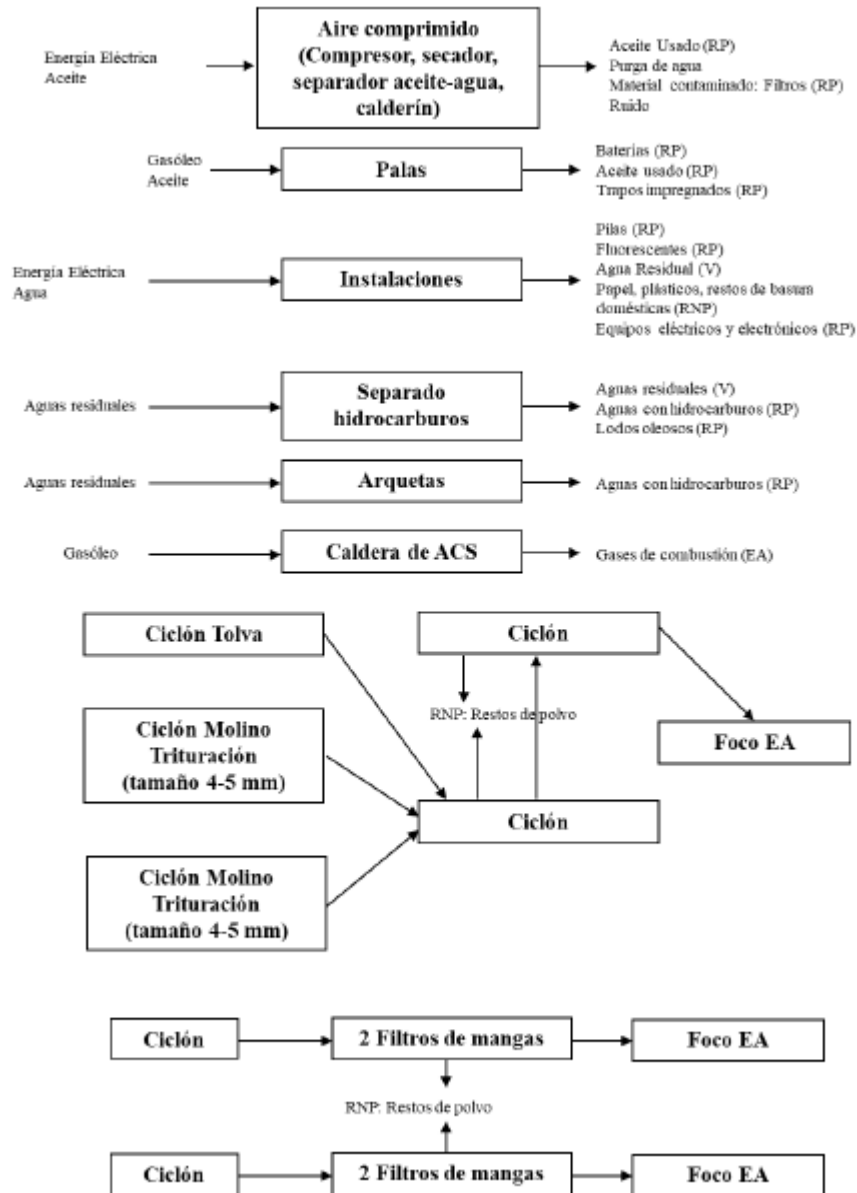 Aire comprimido
(Compresor, secador,
separador aceite-agua,
calderín)
Energía Eléctrica
Aceite
Aceite Usado (RP)
Purga de agua
Material contaminado: Filtros (RP)
Ruido
Gasóleo
Aceite
Palas
Baterías (RP)
Aceite usado (RP)
Trapos impregnados (RP)
Energía Eléctrica
Agua
Instalaciones
Pilas (RP)
Fluorescentes (RP)
Agua Residual (V)
Papel, plásticos, restos de basura
domésticas (RNP)
Equipos eléctricos y electrónicos (RP)
Aguas residuales
Separado
hidrocarburos
Aguas residuales (V)
Aguas con hidrocarburos (RP)
Lodos oleosos (RP)
Aguas residuales
Arquetas
Aguas con hidrocarburos (RP)
Gasóleo
Caldera de ACS
Gases de combustión (EA)
Ciclón Tolva
Ciclón
RNP: Restos de polvo
Ciclón Molino
Trituración
(tamaño 4-5 mm)
Foco EA
Ciclón
Ciclón Molino
Trituración
(tamaño 4-5 mm)
Ciclón
2 Filtros de mangas
Foco EA
RNP: Restos de polvo
Ciclón
2 Filtros de mangas
Foco EA